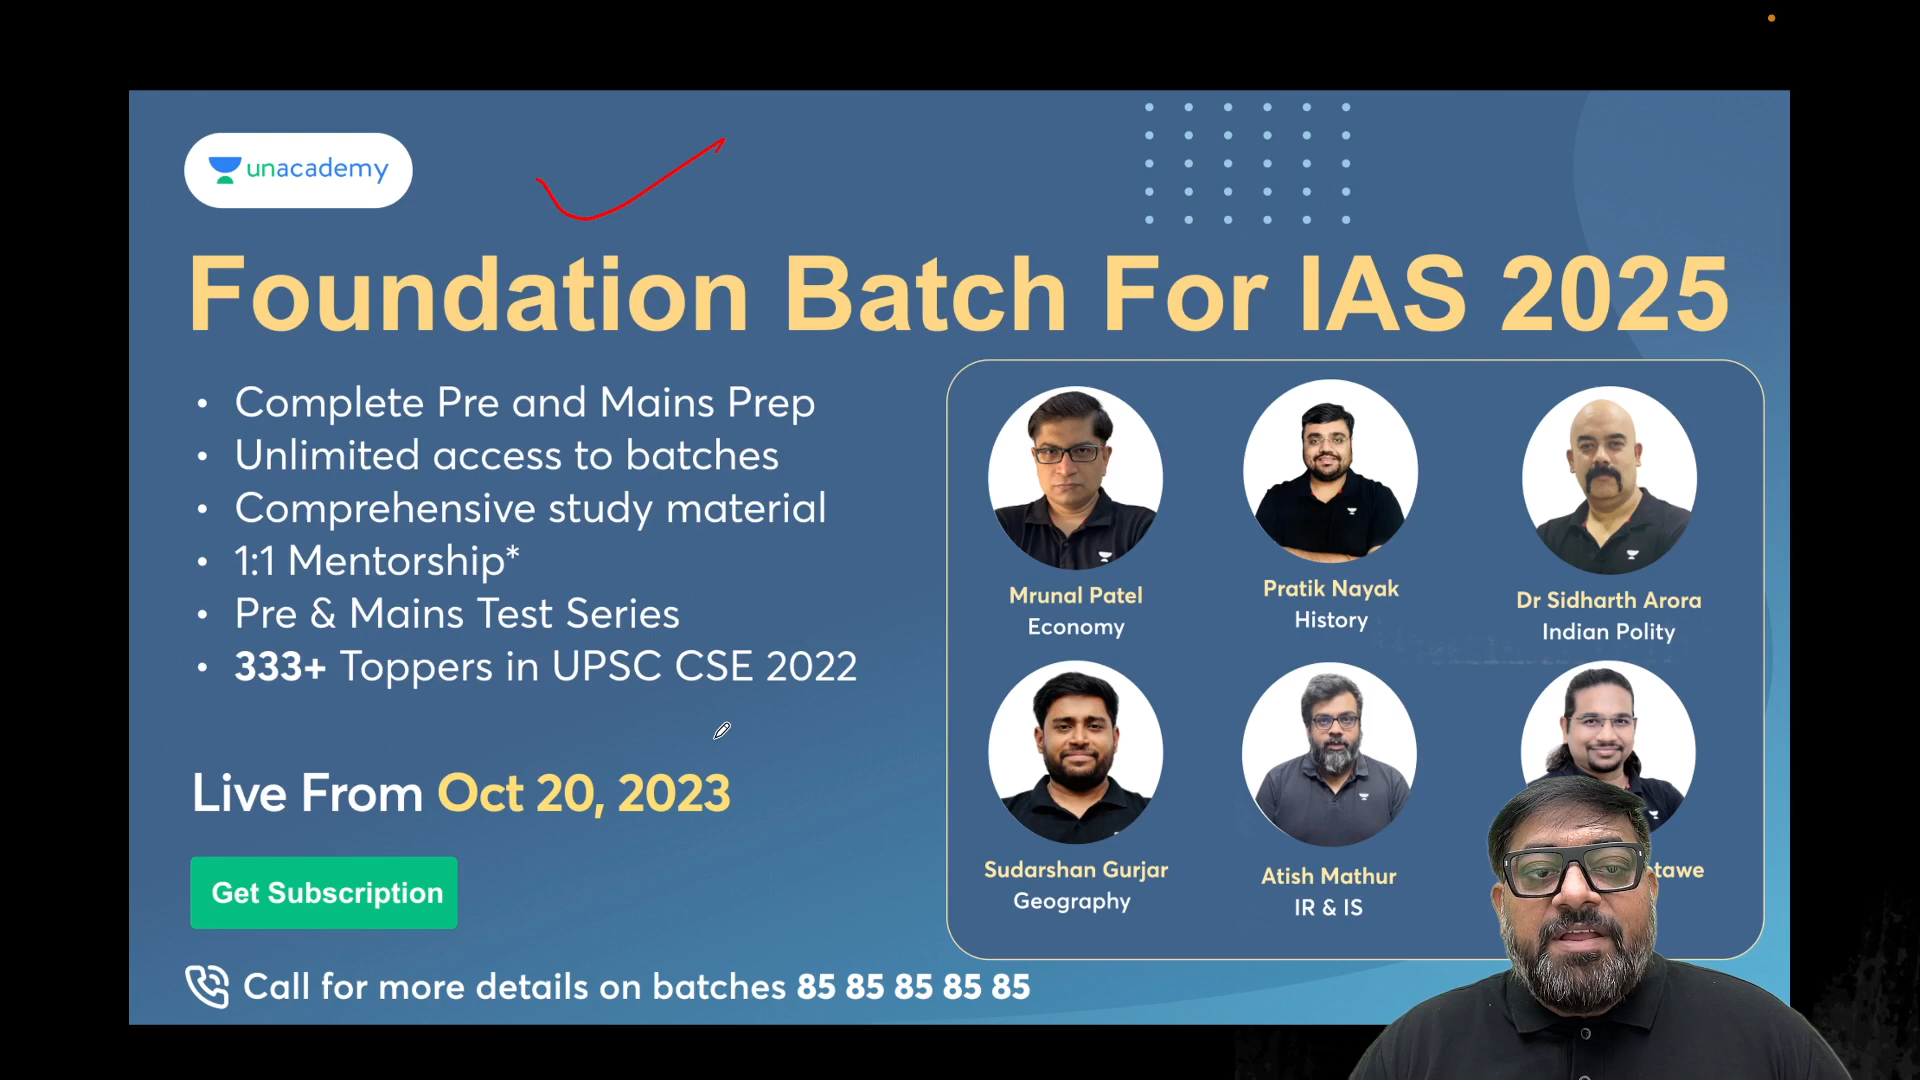 unacademy
Foundation Batch For IAS 2025
• Complete Pre and Mains Prep
• Unlimited access to batches
• Comprehensive study material
• 1:1 Mentorship*
• Pre & Mains Test Series
• 333+ Toppers in UPSC CSE 2022
Live From Oct 20, 2023
Get Subscription
Call for more details on batches 85 85 85 85 85
Mrunal Patel
Economy
Pratik Nayak
History
Dr Sidharth Arora
Indian Polity
Sudarshan Gurjar
Geography
Atish Mathur
IR & IS